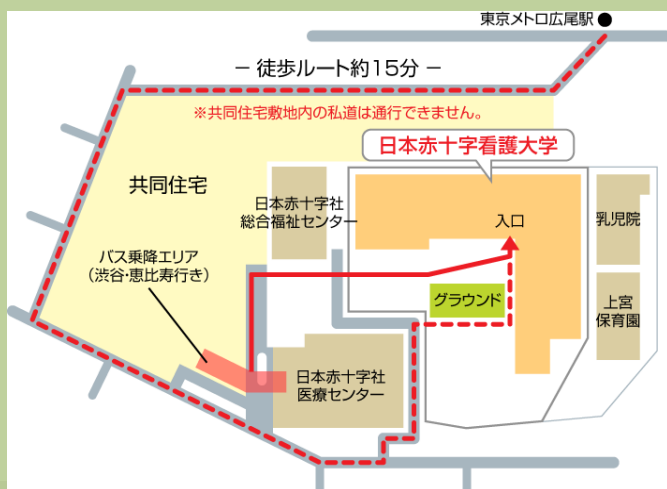 東京メトロ広尾駅
− 徒歩ルート約15分 −
※共同住宅敷地内の私道は通行できません。
日本赤十字看護大学
共同住宅
日本赤十字社
総合福祉センター
入口
乳児院
バス乗降エリア
（渋谷・恵比寿行き）
グラウンド
上宮
保育園
日本赤十字社
医療センター